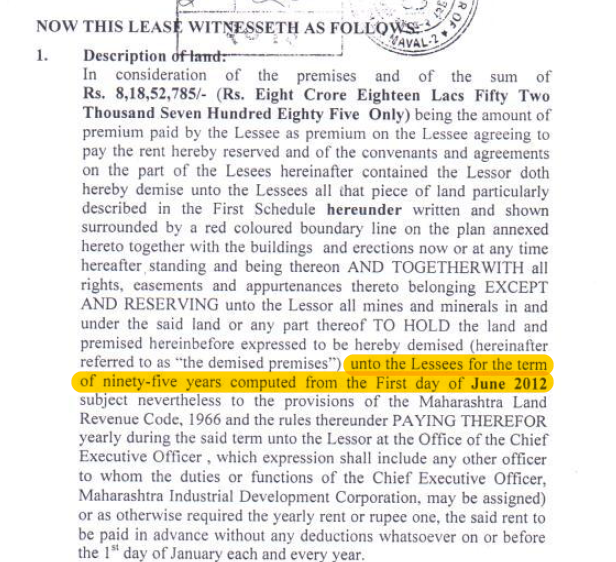 NOW THIS LEASE WITNESSETH AS FOLLOWS:
MAVAL-2
1. Description of land:
In consideration of the premises and of the sum of
Rs. 8,18,52,785/- (Rs. Eight Crore Eighteen Lacs Fifty Two
Thousand Seven Hundred Eighty Five Only) being the amount of
premium paid by the Lessee as premium on the Lessee agreeing to
pay the rent hereby reserved and of the convenants and agreements
on the part of the Lesees hereinafter contained the Lessor doth
hereby demise unto the Lessees all that piece of land particularly
described in the First Schedule hereunder written and shown
surrounded by a red coloured boundary line on the plan annexed
hereto together with the buildings and erections now or at any time
hereafter standing and being thereon AND TOGETHERWITH all
rights, easements and appurtenances thereto belonging EXCEPT
AND RESERVING unto the Lessor all mines and minerals in and
under the said land or any part thereof TO HOLD the land and
premised hereinbefore expressed to be hereby demised (hereinafter
referred to as “the demised premises”) unto the Lessees for the term
of ninety-five years computed from the First day of June 2012
subject nevertheless to the provisions of the Maharashtra Land
Revenue Code, 1966 and the rules thereunder PAYING THEREFOR
yearly during the said term unto the Lessor at the Office of the Chief
Executive Officer , which expression shall include any other officer
to whom the duties or functions of the Chief Executive Officer,
Maharashtra Industrial Development Corporation, may be assigned)
or as otherwise required the yearly rent or rupee one, the said rent to
be paid in advance without any deductions whatsoever on or before
the 1st day of January each and every year.